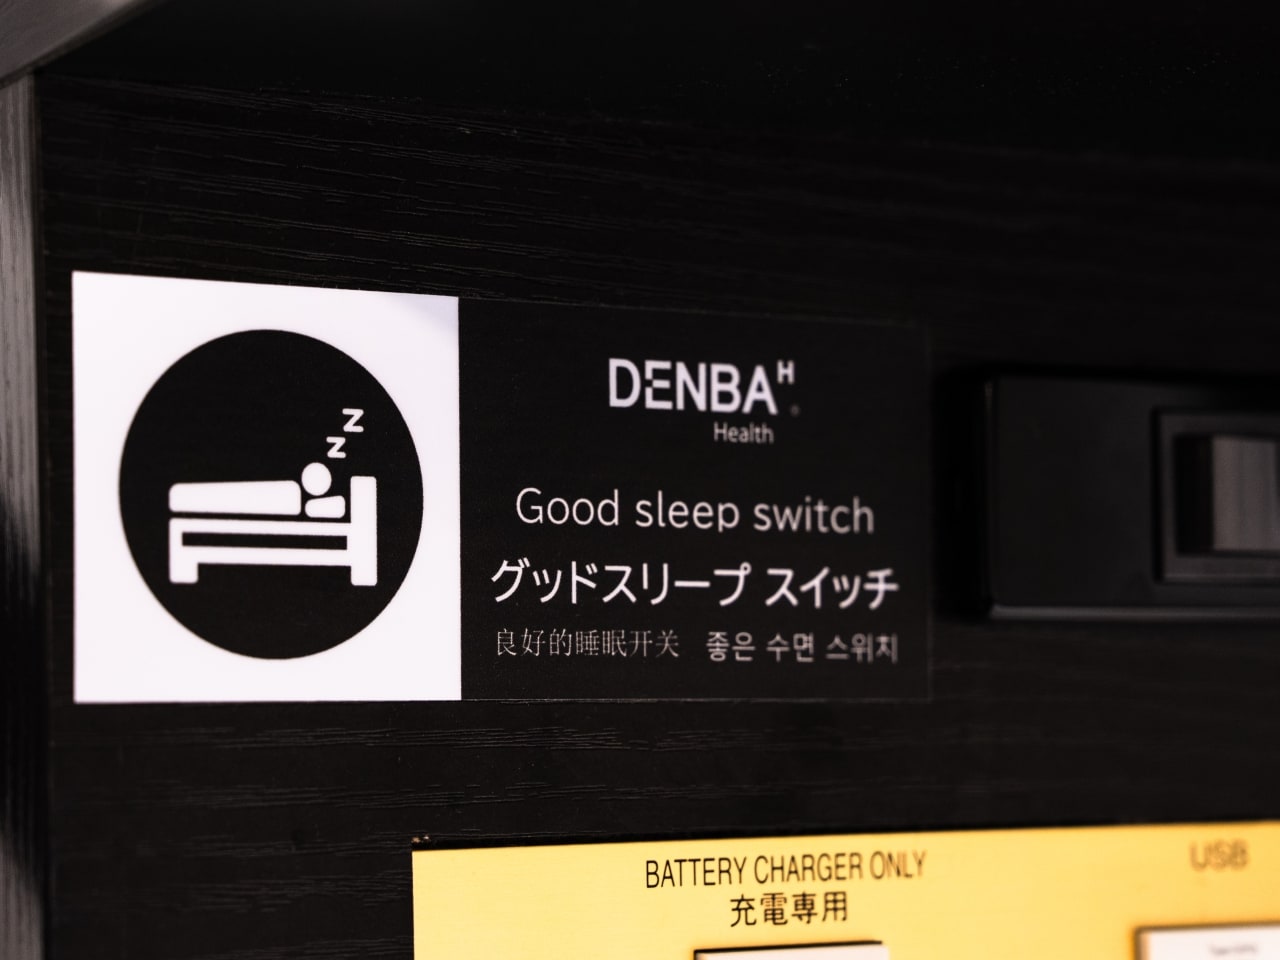 Z
Z
DENBA H
Health
Good sleep switch
グッドスリープ スイッチ
良好的睡眠开关 좋은 수면 스위치
BATTERY CHARGER ONLY
充電専用
USB